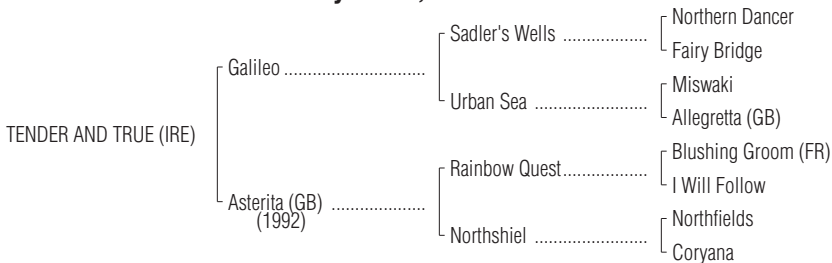 Northern Dancer
Sadler's Wells ..................
Fairy Bridge
Galileo ..............................
Miswaki
Urban Sea ........................
Allegretta (GB)
TENDER AND TRUE (IRE)
Blushing Groom (FR)
Rainbow Quest..................
I Will Follow
Asterita (GB) ....................
(1992)
Northfields
Northshiel ........................
Coryana